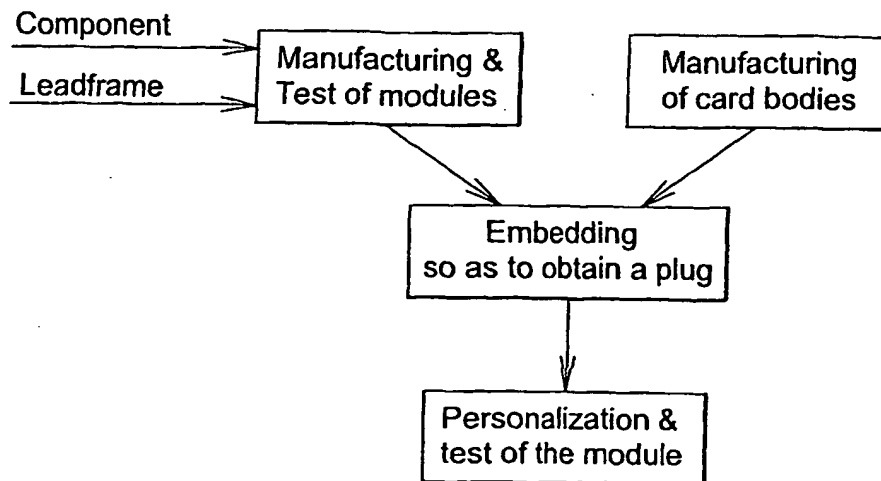 Component
Leadframe
Manufacturing &
Test of modules
Manufacturing
of card bodies
Embedding
so as to obtain a plug
Personalization &
test of the module